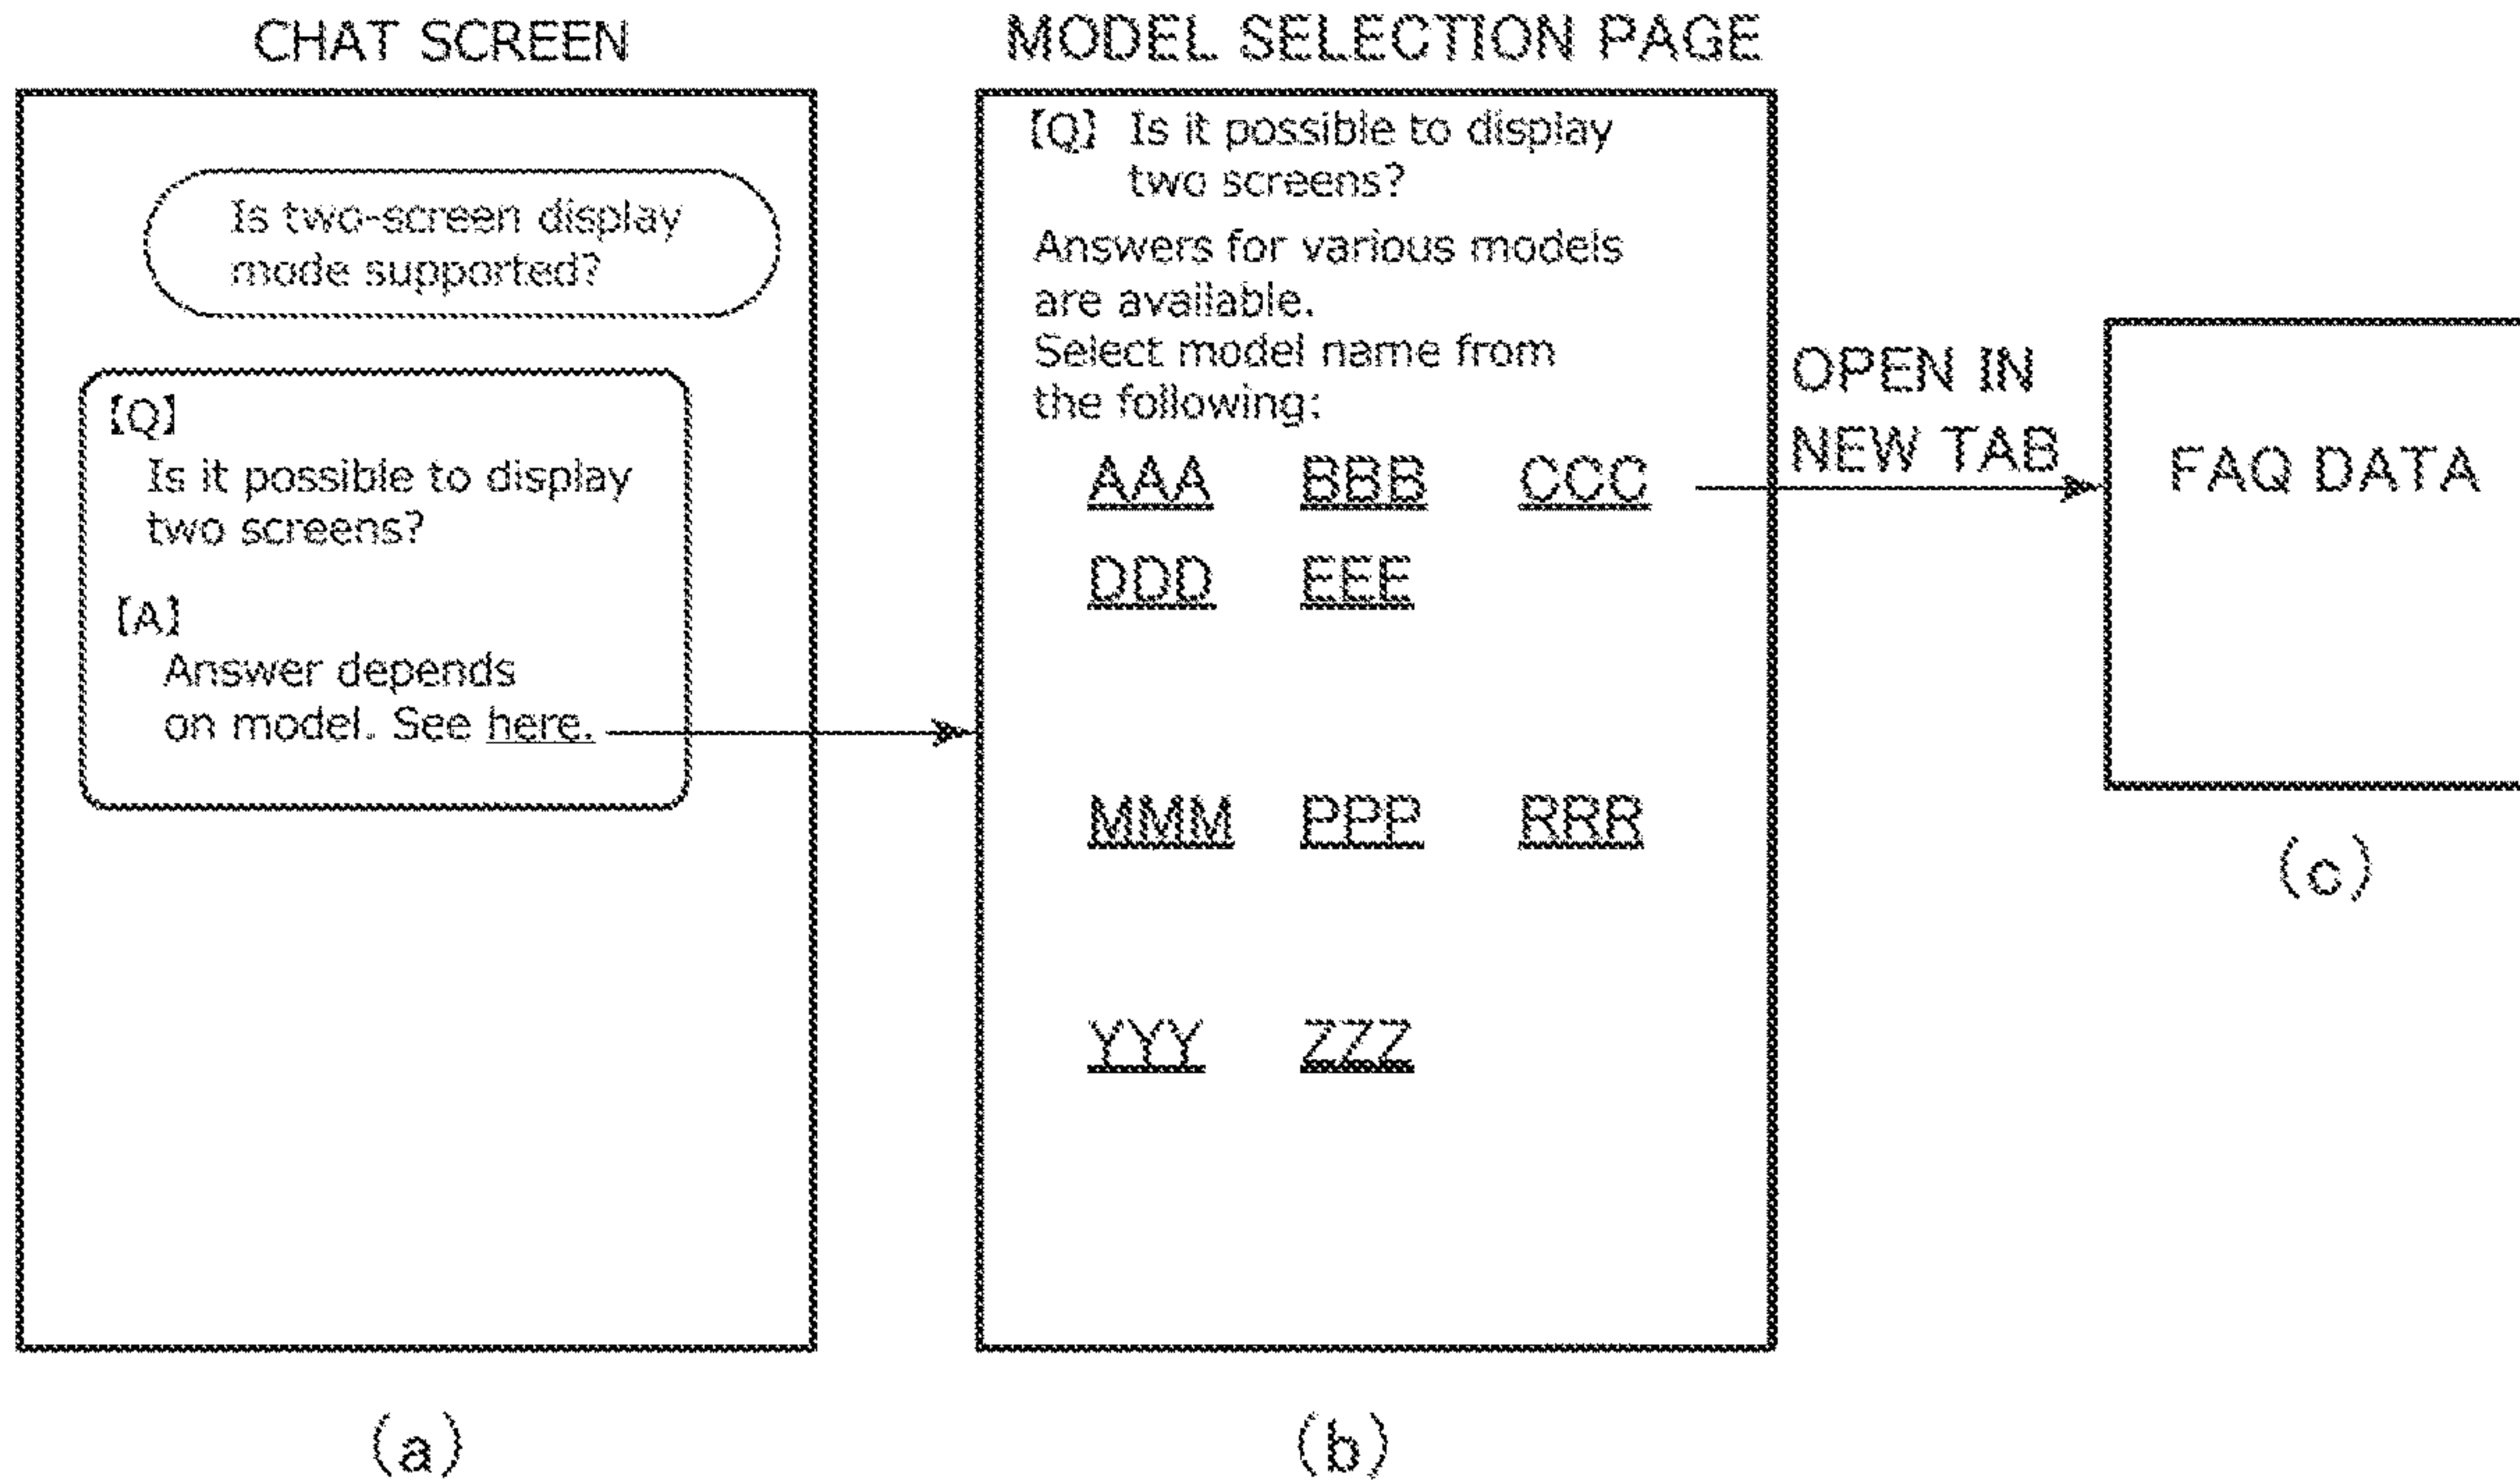 CHAT SCREEN
Is two-screen display
mode supported?
【Q】
Is it possible to display
two screens?
【A】
Answer depends
on model. See here.
(a)
MODEL SELECTION PAGE
【Q】 Is it possible to display
two screens?
Answers for various models
are available.
Select model name from
the following:
AAA BBB CCC
DDD EEE
MMM PPP RRR
YYY ZZZ
(b)
OPEN IN
NEW TAB
FAQ DATA
(c)